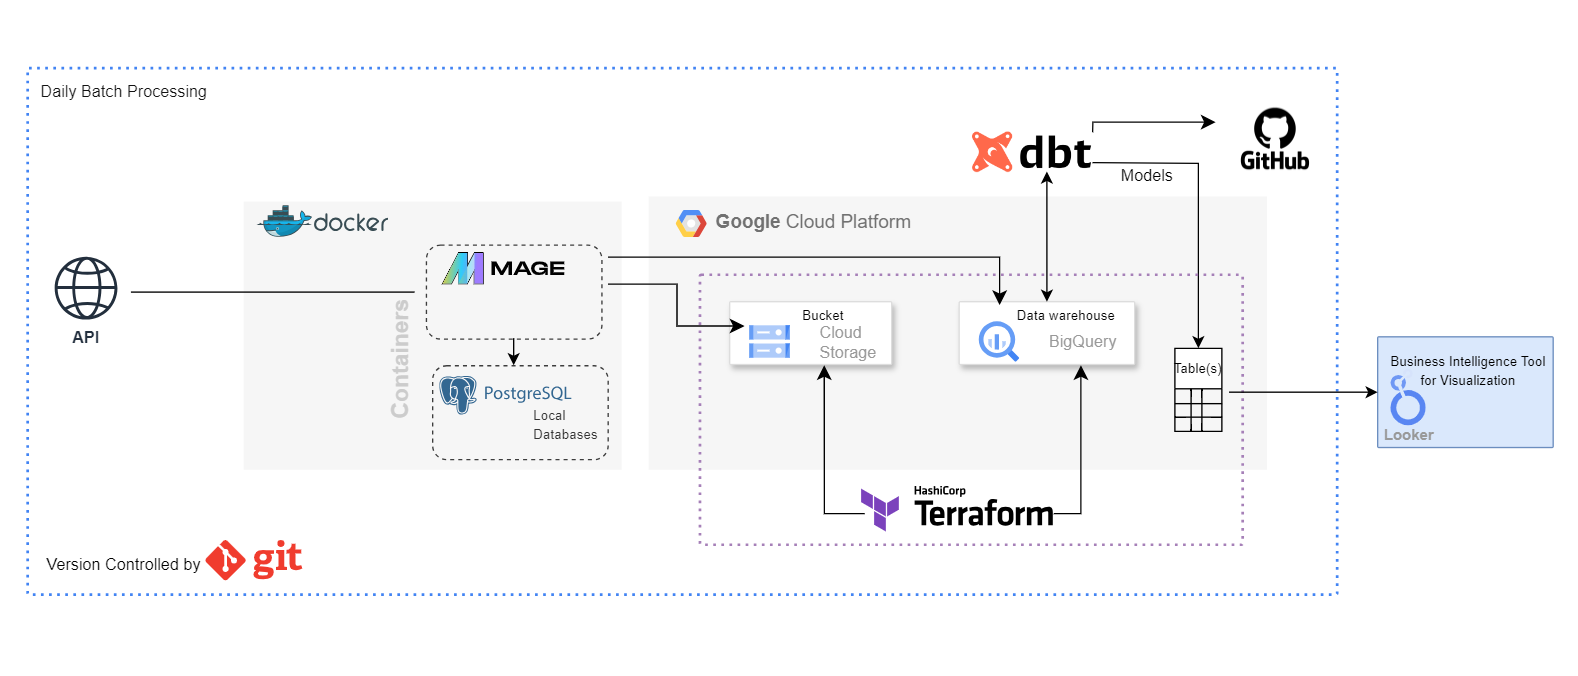 Daily Batch Processing
dbt
GitHub
Models
docker
Google Cloud Platform
MAGE
API
Containers
Bucket
Cloud
Storage
Data warehouse
BigQuery
PostgreSQL
Local
Databases
Table(s)
Business Intelligence Tool
for Visualization
Looker
HashiCorp
Terraform
Version Controlled by git